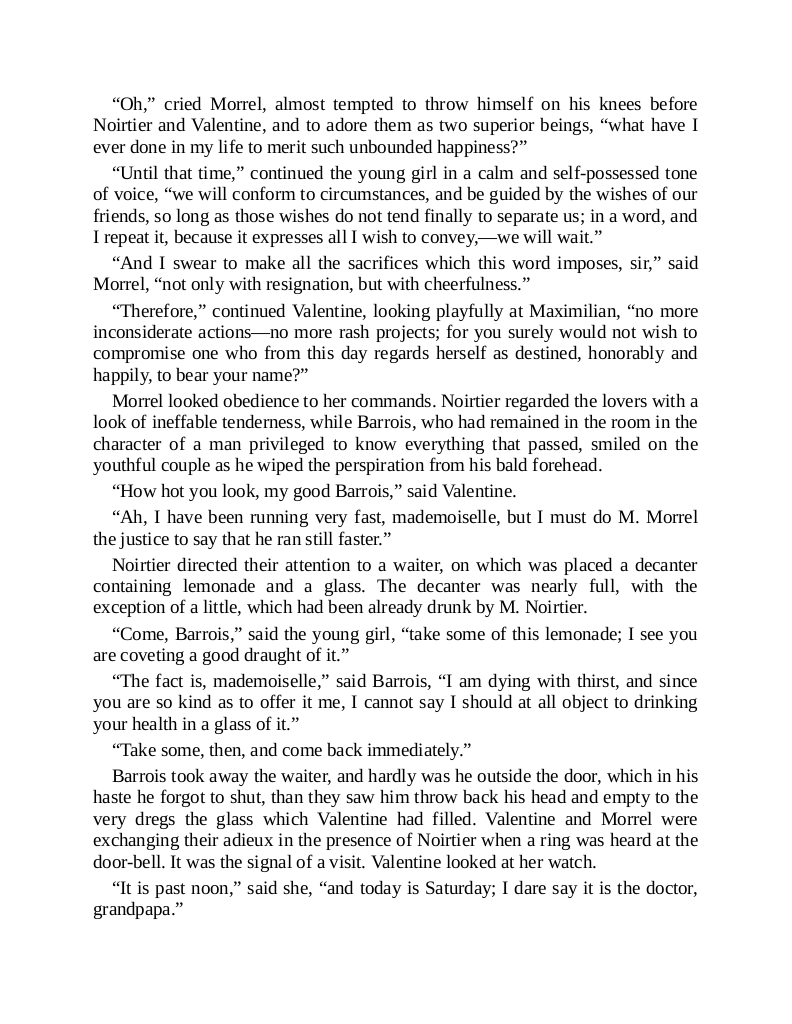 “Oh,” cried Morrel, almost tempted to throw himself on his knees before
Noirtier and Valentine, and to adore them as two superior beings, “what have I
ever done in my life to merit such unbounded happiness?”
“Until that time,” continued the young girl in a calm and self-possessed tone
of voice, “we will conform to circumstances, and be guided by the wishes of our
friends, so long as those wishes do not tend finally to separate us; in a word, and
I repeat it, because it expresses all I wish to convey,—we will wait.”
“And I swear to make all the sacrifices which this word imposes, sir,” said
Morrel, “not only with resignation, but with cheerfulness.”
“Therefore,” continued Valentine, looking playfully at Maximilian, “no more
inconsiderate actions—no more rash projects; for you surely would not wish to
compromise one who from this day regards herself as destined, honorably and
happily, to bear your name?”
Morrel looked obedience to her commands. Noirtier regarded the lovers with a
look of ineffable tenderness, while Barrois, who had remained in the room in the
character of a man privileged to know everything that passed, smiled on the
youthful couple as he wiped the perspiration from his bald forehead.
“How hot you look, my good Barrois,” said Valentine.
“Ah, I have been running very fast, mademoiselle, but I must do M. Morrel
the justice to say that he ran still faster.”
Noirtier directed their attention to a waiter, on which was placed a decanter
containing lemonade and a glass. The decanter was nearly full, with the
exception of a little, which had been already drunk by M. Noirtier.
“Come, Barrois,” said the young girl, “take some of this lemonade; I see you
are coveting a good draught of it.”
“The fact is, mademoiselle,” said Barrois, “I am dying with thirst, and since
you are so kind as to offer it me, I cannot say I should at all object to drinking
your health in a glass of it.”
“Take some, then, and come back immediately.”
Barrois took away the waiter, and hardly was he outside the door, which in his
haste he forgot to shut, than they saw him throw back his head and empty to the
very dregs the glass which Valentine had filled. Valentine and Morrel were
exchanging their adieux in the presence of Noirtier when a ring was heard at the
door-bell. It was the signal of a visit. Valentine looked at her watch.
“It is past noon,” said she, “and today is Saturday; I dare say it is the doctor,
grandpapa.”